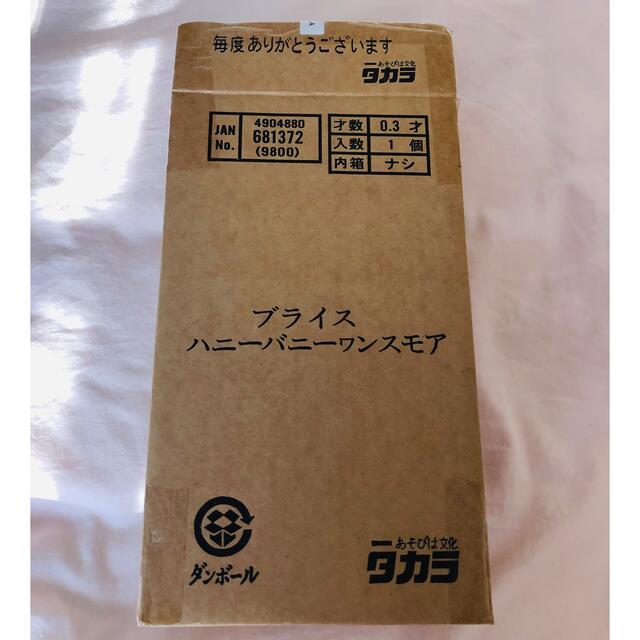 毎度ありがとうございます
あそびは文化
タカラ
JAN No.
4904880
681372
(9800)
才数 0.3 才
入数 1 個
内箱 ナシ
ブライス
ハニーバニーワンスモア
ダンボール
あそびは文化
タカラ